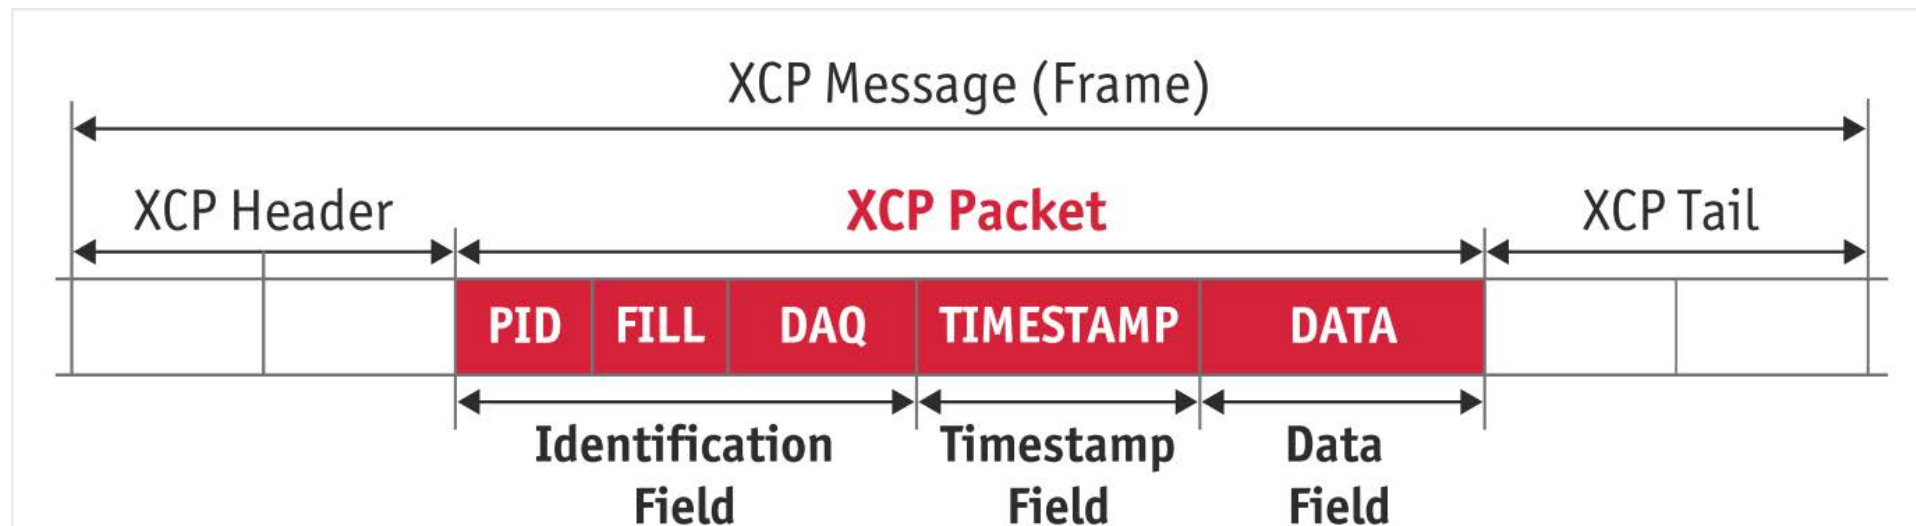 XCP Message (Frame)
XCP Header
XCP Packet
XCP Tail
PID
FILL
DAQ
TIMESTAMP
DATA
Identification
Field
Timestamp
Field
Data
Field